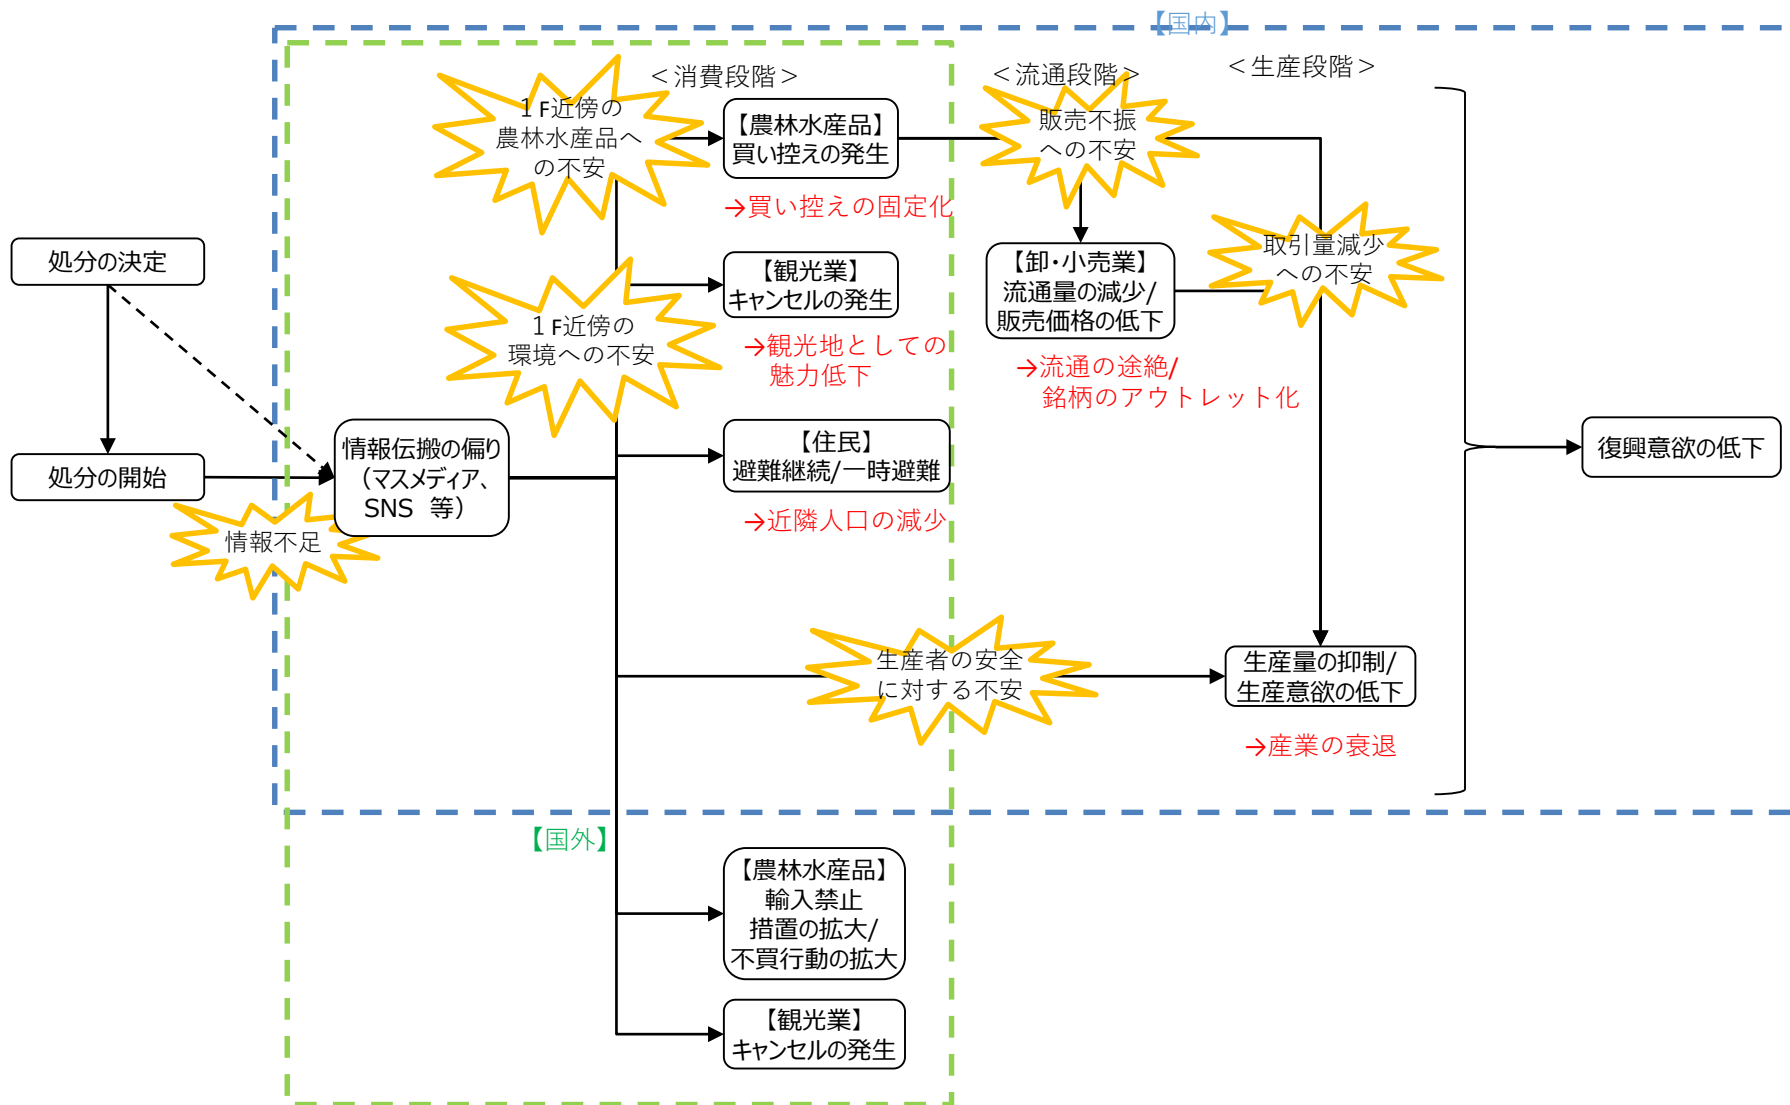 【国内】
＜消費段階＞
＜流通段階＞
＜生産段階＞
１F近傍の
農林水産品へ
の不安
【農林水産品】
買い控えの発生
→買い控えの固定化
販売不振
への不安
処分の決定
【観光業】
キャンセルの発生
→観光地としての
魅力低下
１F近傍の
環境への不安
【卸・小売業】
流通量の減少/
販売価格の低下
→流通の途絶/
銘柄のアウトレット化
取引量減少
への不安
処分の開始
情報不足
情報伝搬の偏り
（マスメディア、
SNS 等）
【住民】
避難継続/一時避難
→近隣人口の減少
復興意欲の低下
生産者の安全
に対する不安
生産量の抑制/
生産意欲の低下
→産業の衰退
【国外】
【農林水産品】
輸入禁止
措置の拡大/
不買行動の拡大
【観光業】
キャンセルの発生